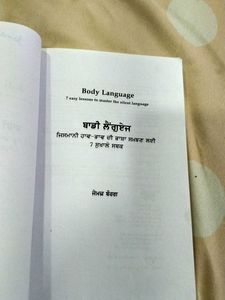 Body Language
7 easy lessons to master the silent language
ਬਾਡੀ ਲੈਂਗੁਏਜ
ਜਿਸਮਾਨੀ ਹਾਵ-ਭਾਵ ਦੀ ਭਾਸ਼ਾ ਸਮਝਣ ਲਈ
7 ਸੁਖਾਲੇ ਸਬਕ
ਜੇਮਜ਼ ਬੋਰਗ